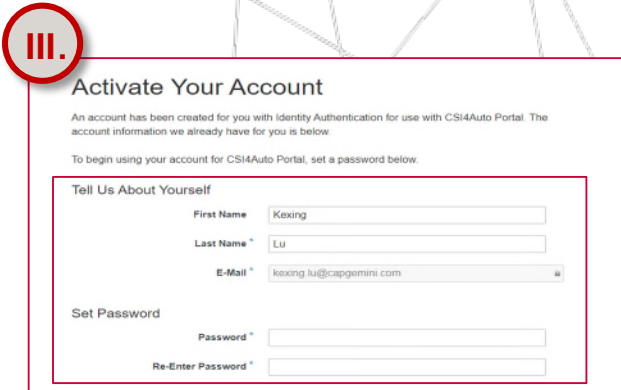 III.
Activate Your Account
An account has been created for you with Identity Authentication for use with CSI4Auto Portal. The
account information we already have for you is below.
To begin using your account for CSI4Auto Portal, set a password below.
Tell Us About Yourself
First Name Kexing
Last Name * Lu
E-Mail * kexing.lu@capgemini.com
Set Password
Password *
Re-Enter Password *